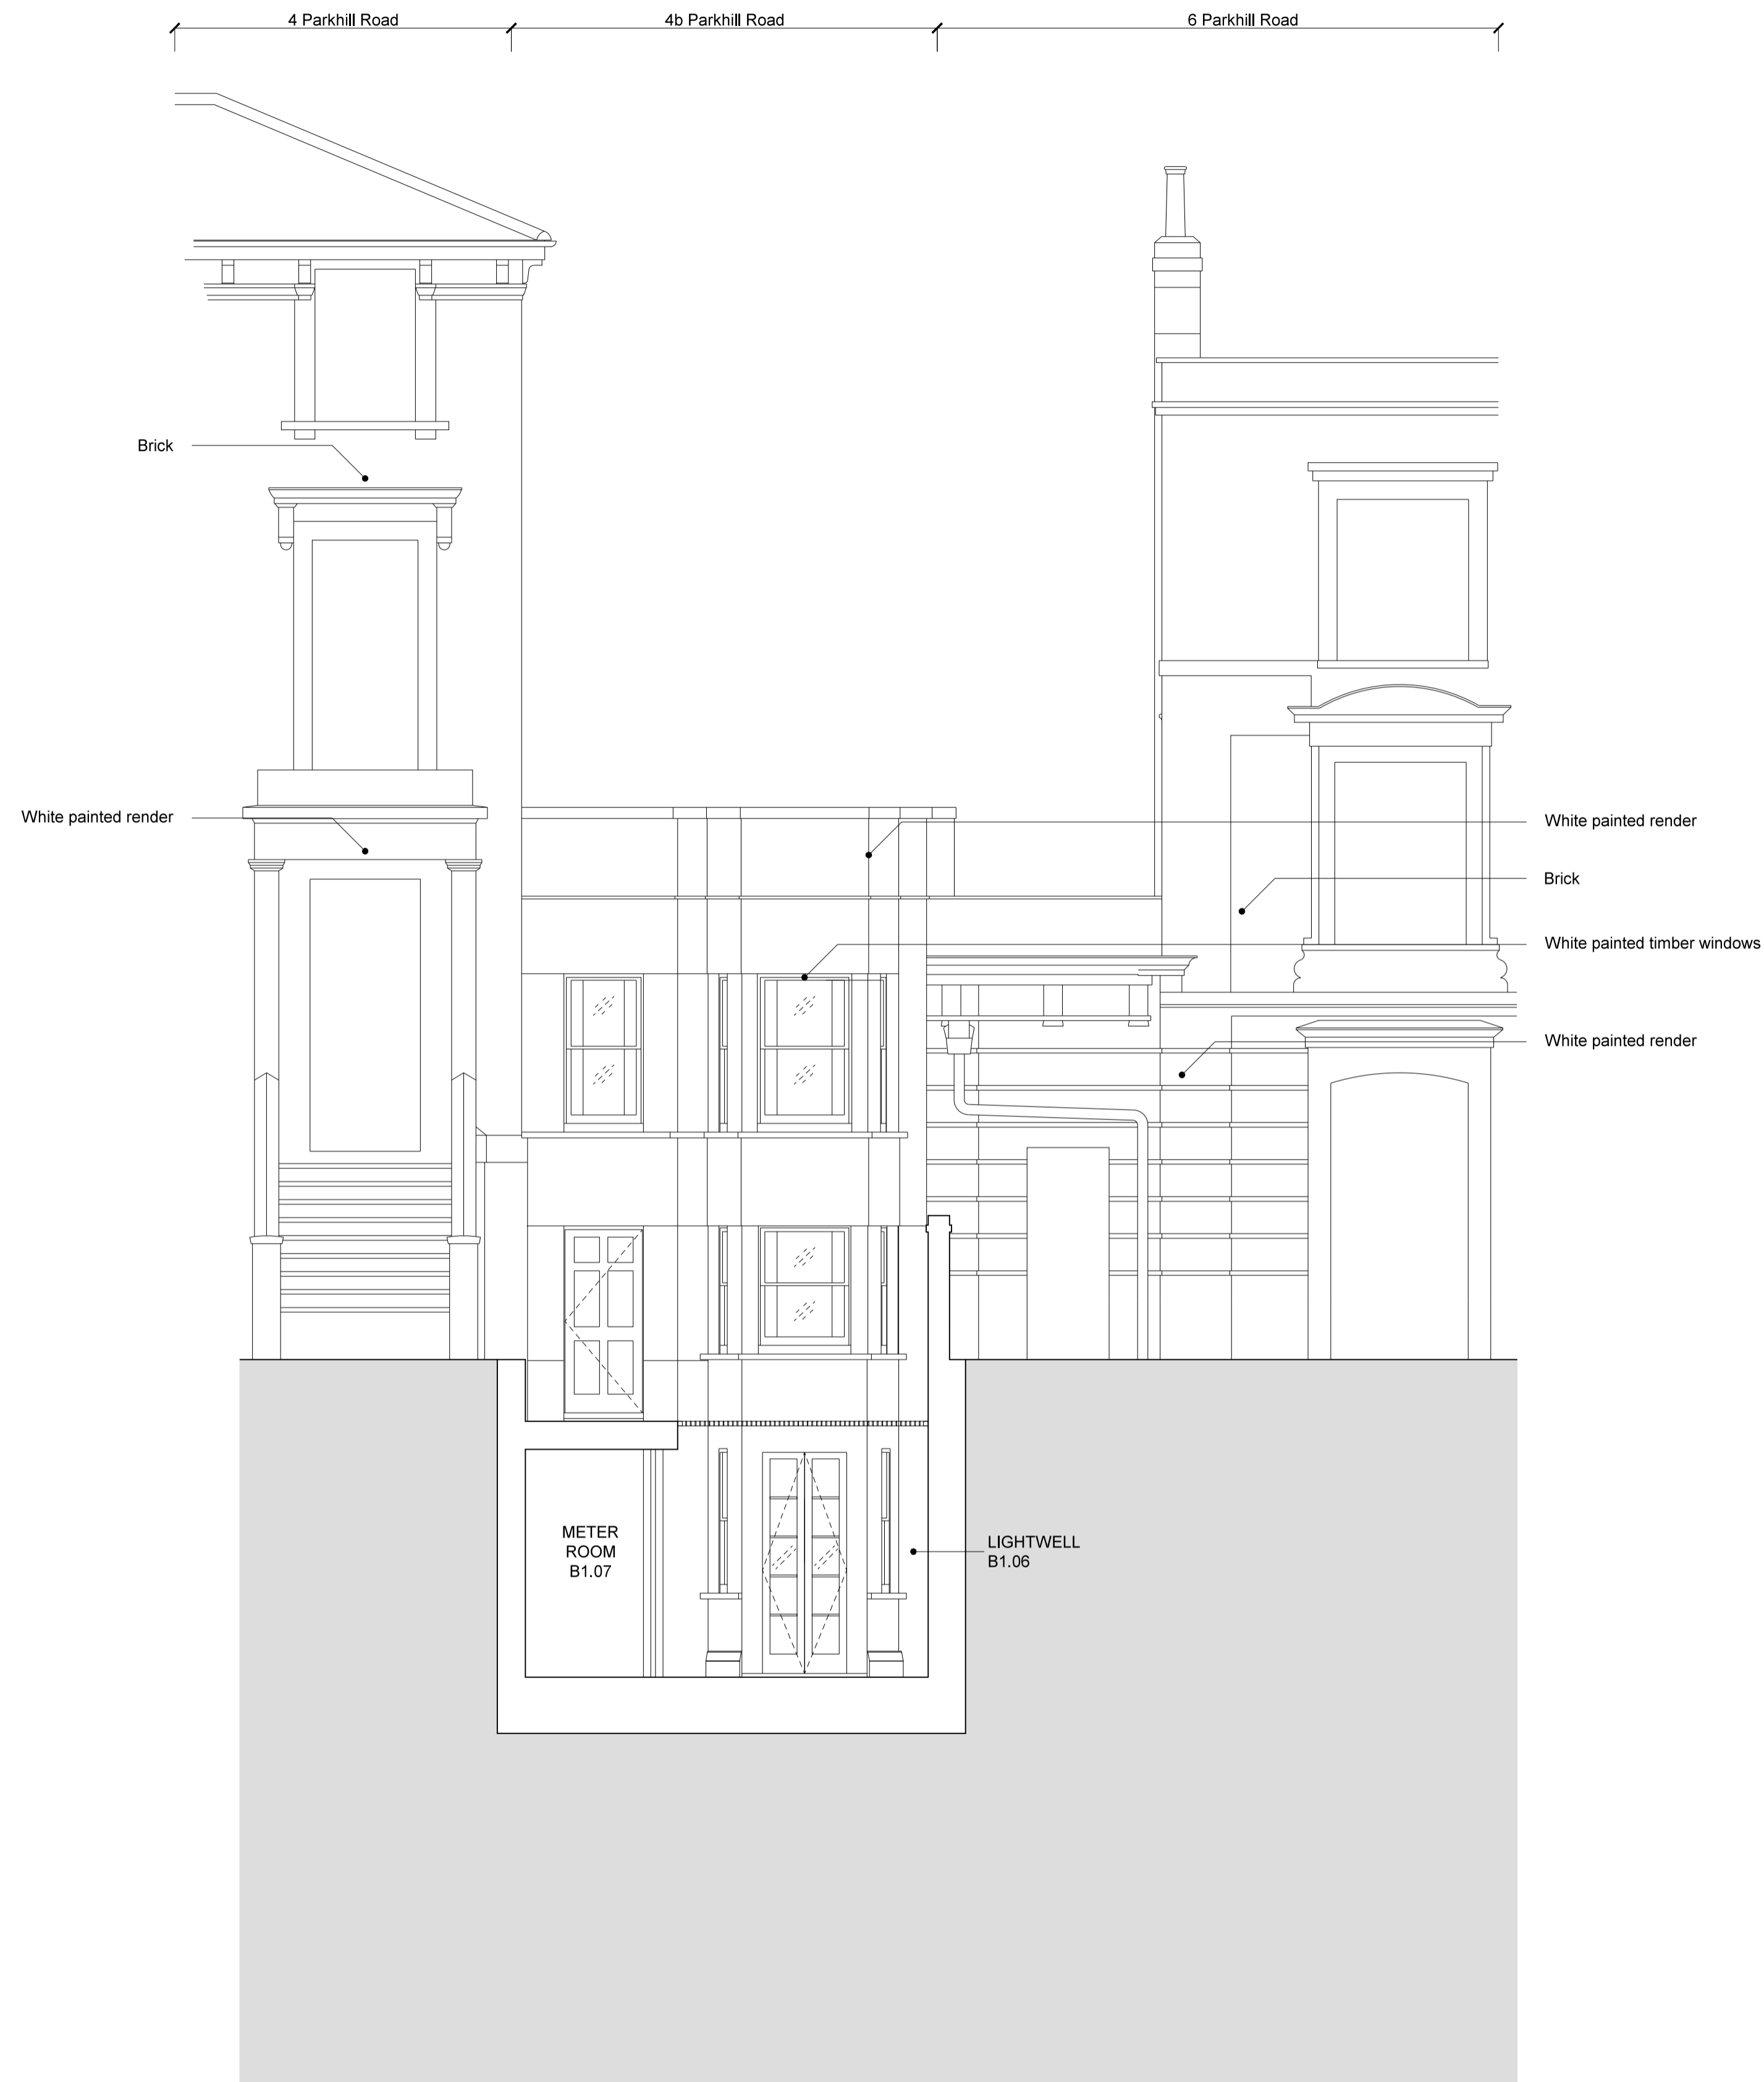 4 Parkhill Road
4b Parkhill Road
6 Parkhill Road
Brick
White painted render
White painted render
Brick
White painted timber windows
White painted render
METER
ROOM
B1.07
LIGHTWELL
B1.06